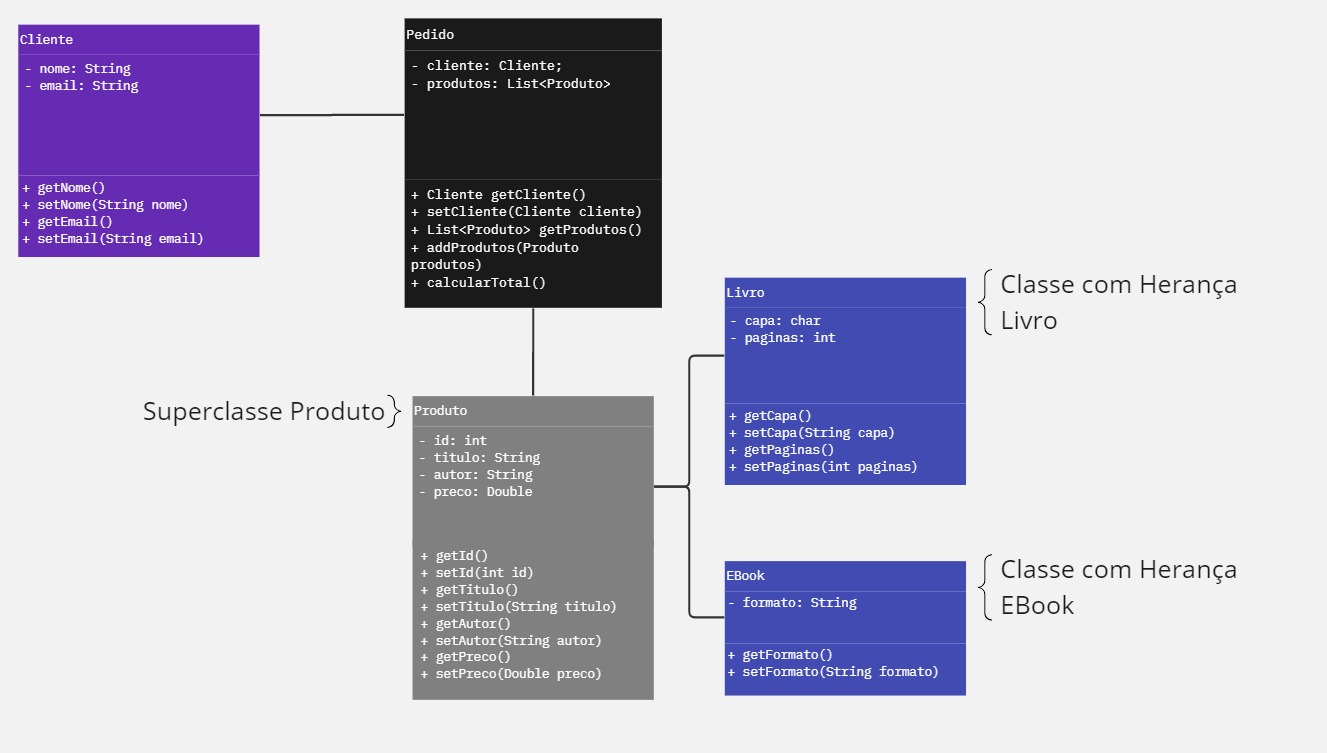 Cliente
- nome: String
- email: String
+ getNome()
+ setNome(String nome)
+ getEmail()
+ setEmail(String email)
Pedido
- cliente: Cliente;
- produtos: List<Produto>
+ Cliente getCliente()
+ setCliente(Cliente cliente)
+ List<Produto> getProdutos()
+ addProdutos(Produto
produtos)
+ calcularTotal()
Superclasse Produto
Produto
- id: int
- titulo: String
- autor: String
- preco: Double
+ getId()
+ setId(int id)
+ getTitulo()
+ setTitulo(String titulo)
+ getAutor()
+ setAutor(String autor)
+ getPreco()
+ setPreco(Double preco)
Livro
- capa: char
- paginas: int
+ getCapa()
+ setCapa(String capa)
+ getPaginas()
+ setPaginas(int paginas)
Classe com Herança
Livro
EBook
- formato: String
+ getFormato()
+ setFormato(String formato)
Classe com Herança
EBook